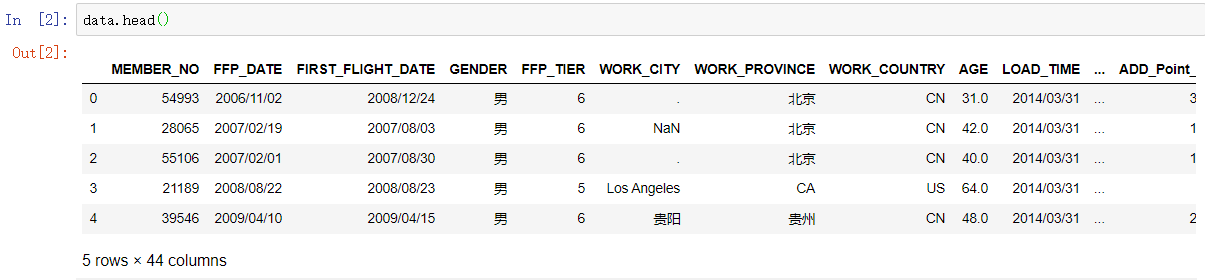 In [2]: data.head()
Out[2]:
MEMBER_NO FFP_DATE FIRST_FLIGHT_DATE GENDER FFP_TIER WORK_CITY WORK_PROVINCE WORK_COUNTRY AGE LOAD_TIME ... ADD_Point_
0 54993 2006/11/02 2008/12/24 男 6 . 北京 CN 31.0 2014/03/31 ... 3
1 28065 2007/02/19 2007/08/03 男 6 NaN 北京 CN 42.0 2014/03/31 ... 1
2 55106 2007/02/01 2007/08/30 男 6 . 北京 CN 40.0 2014/03/31 ... 1
3 21189 2008/08/22 2008/08/23 男 5 Los Angeles CA US 64.0 2014/03/31 ...
4 39546 2009/04/10 2009/04/15 男 6 贵阳 贵州 CN 48.0 2014/03/31 ... 2
5 rows × 44 columns